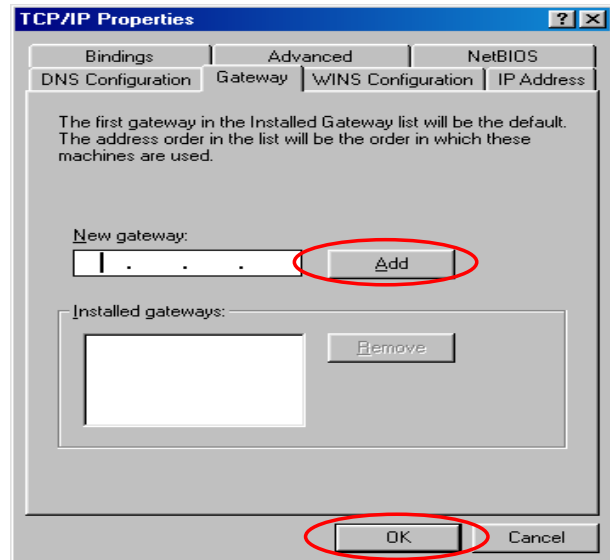 TCP/IP Properties
? ×
Bindings Advanced NetBIOS
DNS Configuration Gateway WINS Configuration IP Address
The first gateway in the Installed Gateway list will be the default.
The address order in the list will be the order in which these
machines are used.
New gateway:
. . .
Add
Installed gateways:
Remove
OK Cancel